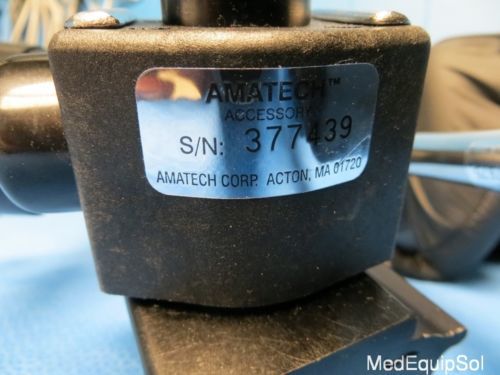 AMATECH™
ACCESSORY
S/N: 377439
AMATECH CORP. ACTON, MA 01720
MedEquipSol